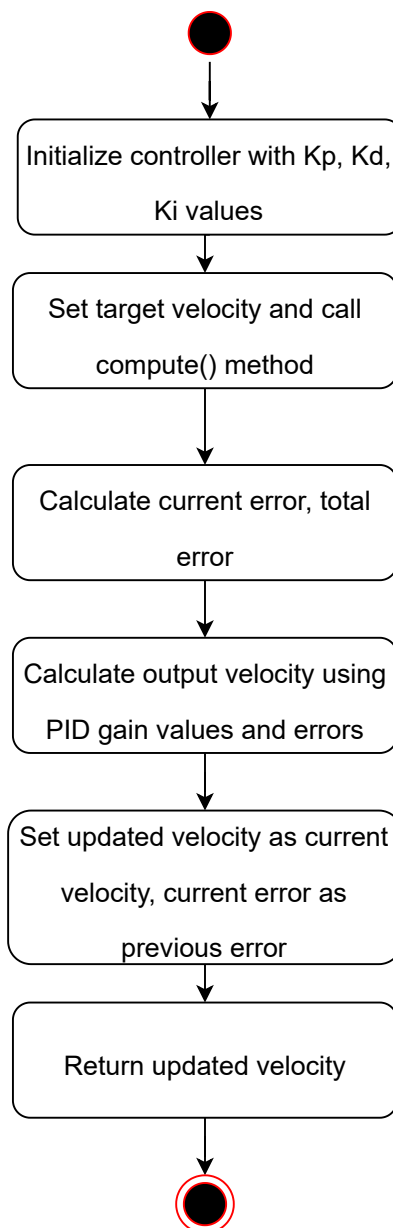 Initialize controller with Kp, Kd,
Ki values
Set target velocity and call
compute() method
Calculate current error, total
error
Calculate output velocity using
PID gain values and errors
Set updated velocity as current
velocity, current error as
previous error
Return updated velocity